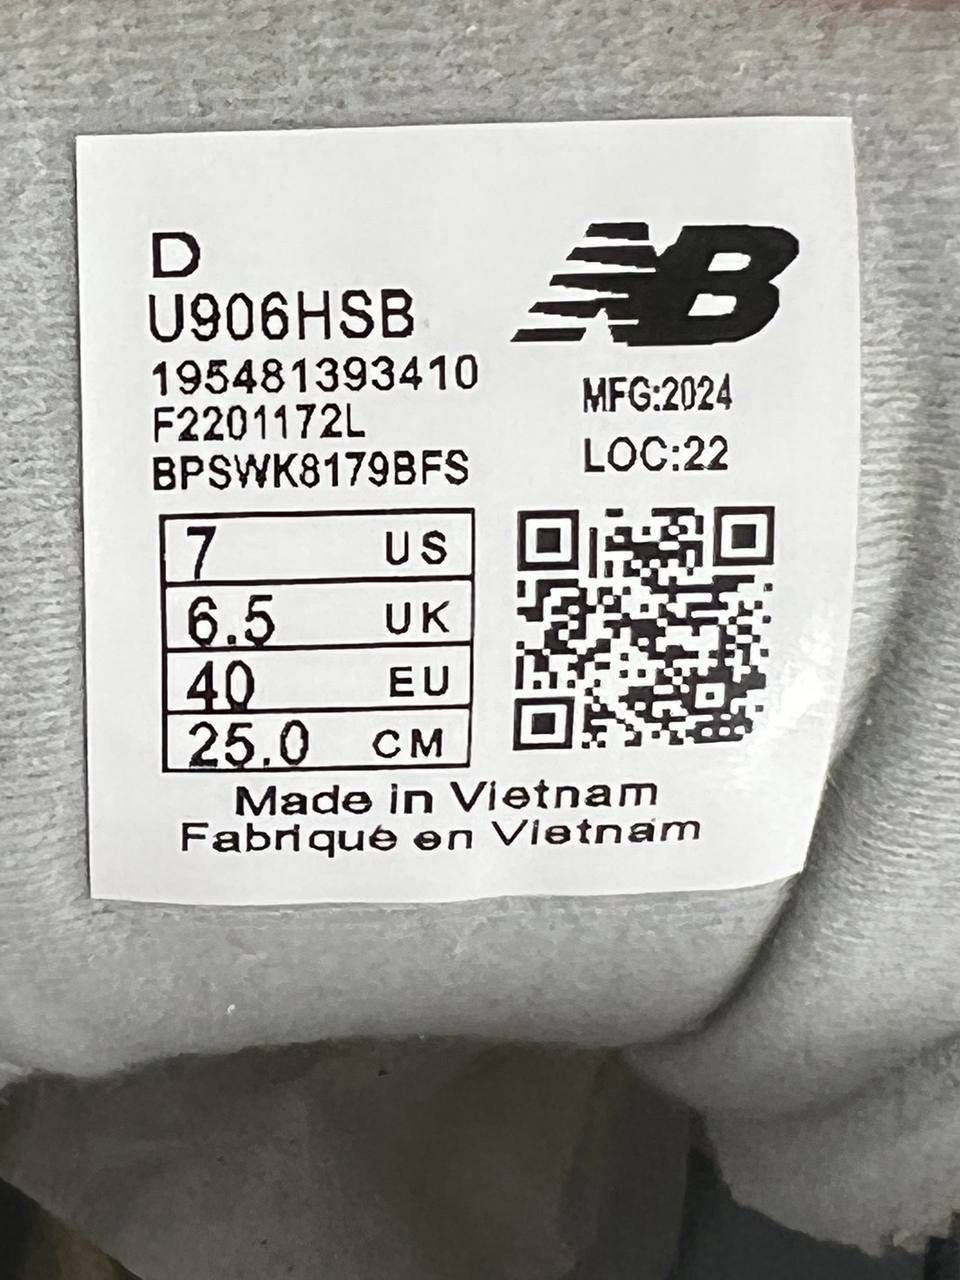 D
U906HSB
195481393410
F2201172L
BPSWK8179BFS
NB
MFG:2024
LOC:22
7 US
6.5 UK
40 EU
25.0 CM
Made in Vietnam
Fabriqué en Vietnam